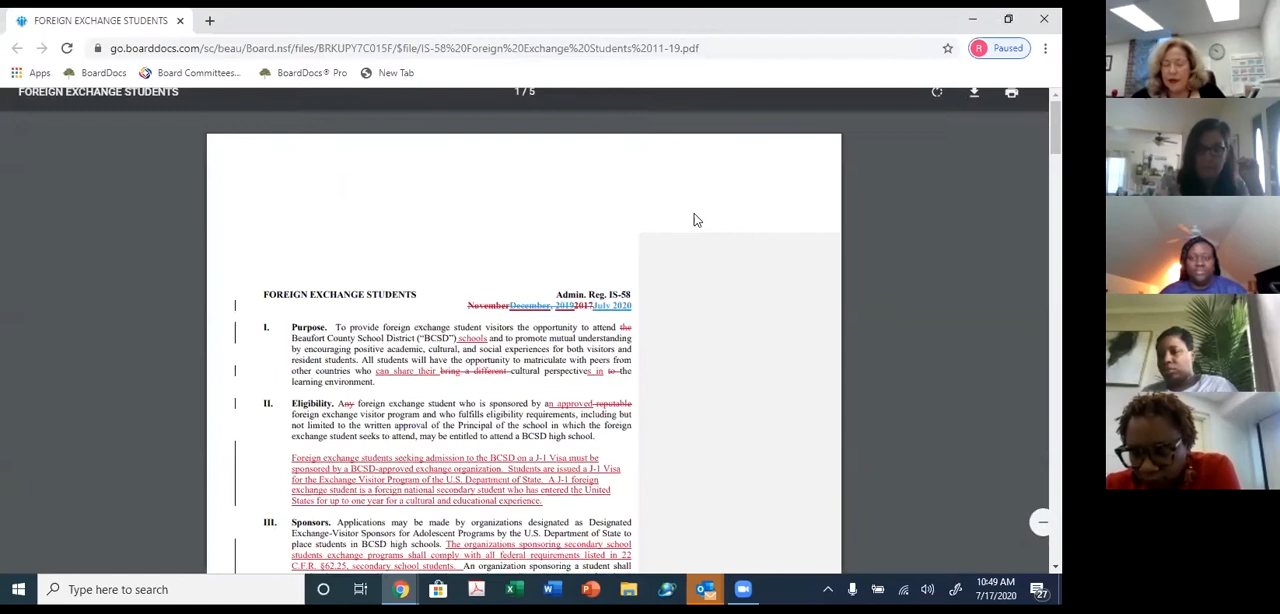 FOREIGN EXCHANGE STUDENTS
go.boarddocs.com/sc/beau/Board.nsf/files/BRKUPY7C015F/$file/IS-58%20Foreign%20Exchange%20Students%2011-19.pdf
R Paused
Apps BoardDocs Board Committees... BoardDocs® Pro New Tab
FOREIGN EXCHANGE STUDENTS 1 / 5
FOREIGN EXCHANGE STUDENTS Admin. Reg. IS-58
NovemberDecember, 20192017July 2020
I. Purpose. To provide foreign exchange student visitors the opportunity to attend the
Beaufort County School District (“BCSD”) schools and to promote mutual understanding
by encouraging positive academic, cultural, and social experiences for both visitors and
resident students. All students will have the opportunity to matriculate with peers from
other countries who can share their bring a different cultural perspectives in to the
learning environment.
II. Eligibility. Any foreign exchange student who is sponsored by an approved reputable
foreign exchange visitor program and who fulfills eligibility requirements, including but
not limited to the written approval of the Principal of the school in which the foreign
exchange student seeks to attend, may be entitled to attend a BCSD high school.
Foreign exchange students seeking admission to the BCSD on a J-1 Visa must be
sponsored by a BCSD-approved exchange organization. Students are issued a J-1 Visa
for the Exchange Visitor Program of the U.S. Department of State. A J-1 foreign
exchange student is a foreign national secondary student who has entered the United
States for up to one year for a cultural and educational experience.
III. Sponsors. Applications may be made by organizations designated as Designated
Exchange-Visitor Sponsors for Adolescent Programs by the U.S. Department of State to
place students in BCSD high schools. The organizations sponsoring secondary school
students exchange programs shall comply with all federal requirements listed in 22
C.F.R. §62.25, secondary school students. An organization sponsoring a student shall
Type here to search
10:49 AM
7/17/2020
27